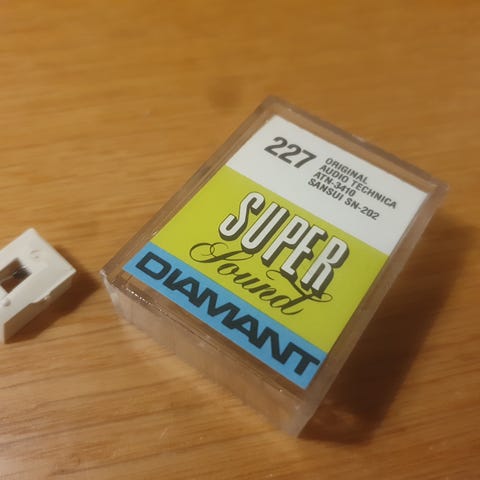 227
ORIGINAL
AUDIO TECHNICA
ATN-3410
SANSUI SN-202
SUPER
Sound
DIAMANT